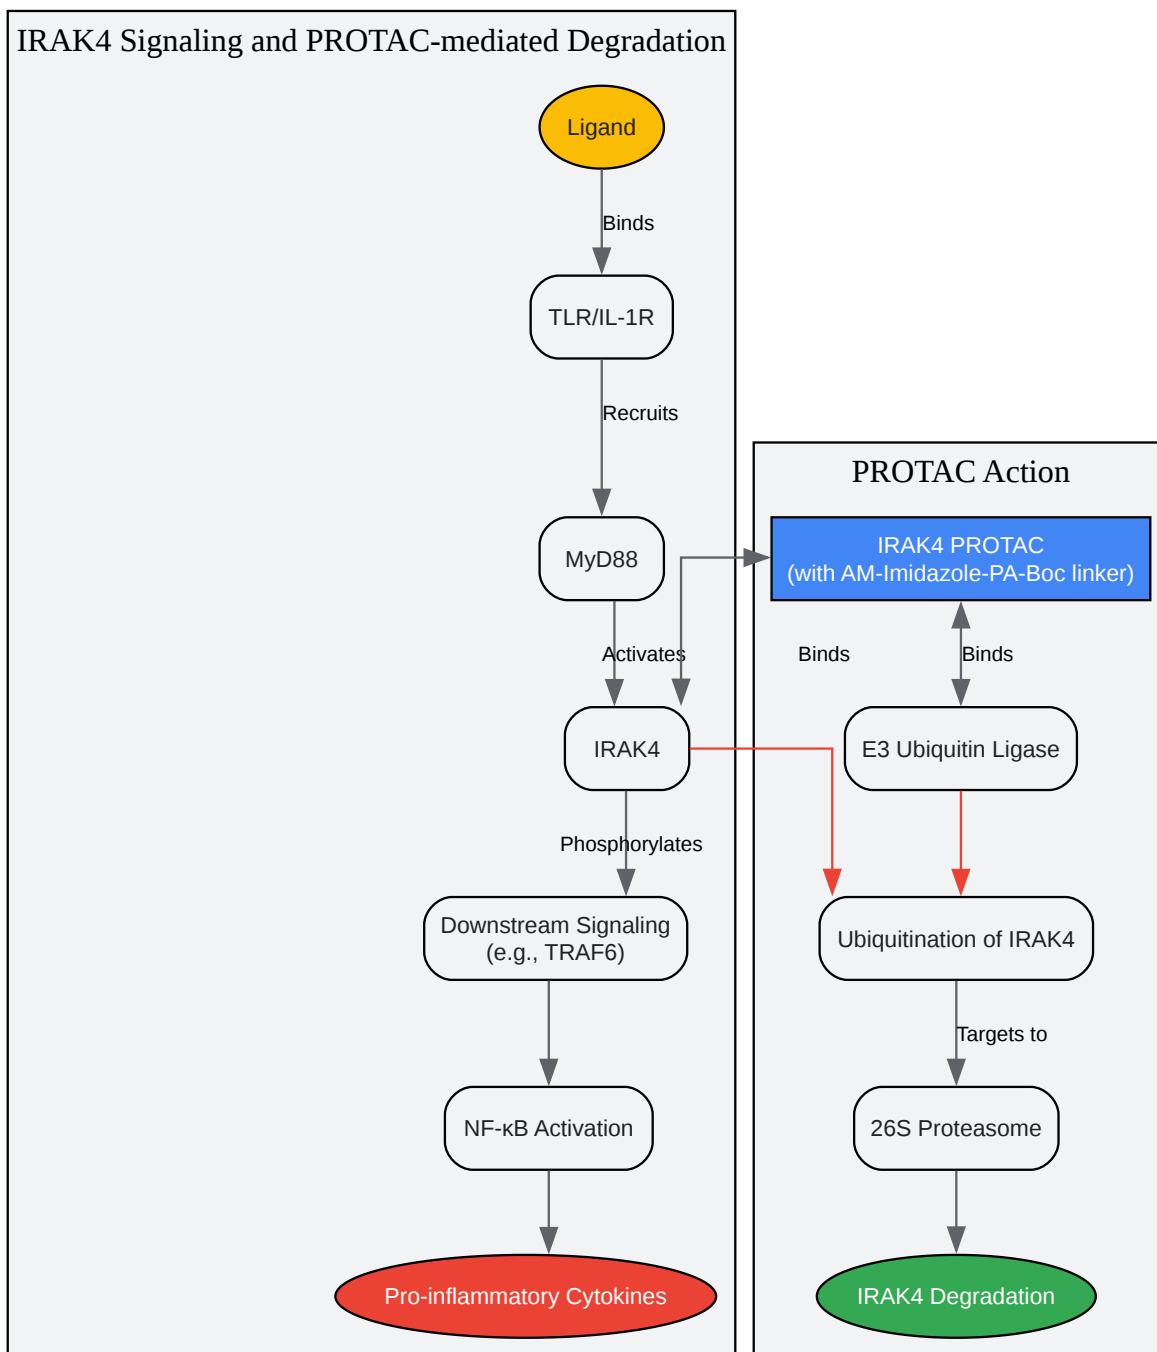 IRAK4 Signaling and PROTAC-mediated Degradation
Ligand
Binds
TLR/IL-1R
Recruits
MyD88
Activates
IRAK4
Phosphorylates
Downstream Signaling
(e.g., TRAF6)
NF-κB Activation
Pro-inflammatory Cytokines
PROTAC Action
IRAK4 PROTAC
(with AM-Imidazole-PA-Boc linker)
Binds
Binds
E3 Ubiquitin Ligase
Ubiquitination of IRAK4
Targets to
26S Proteasome
IRAK4 Degradation